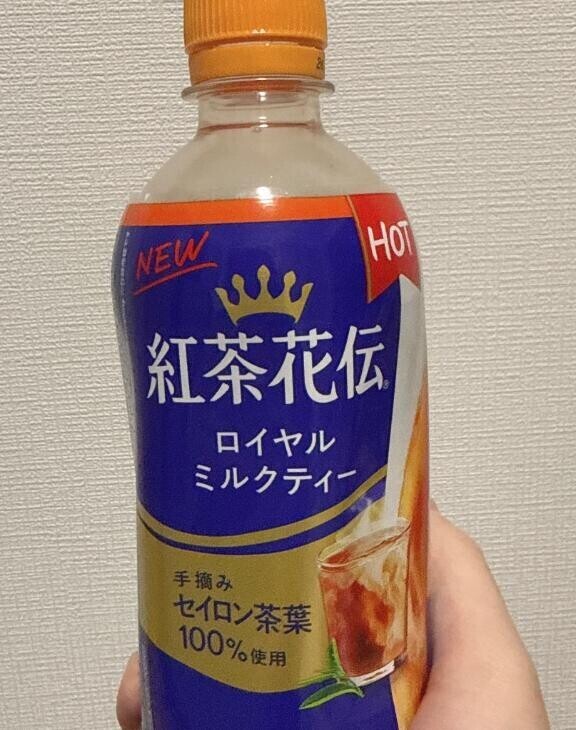 NEW
HOT
紅茶花伝®
ロイヤル
ミルクティー
手摘み
セイロン茶葉
100%使用